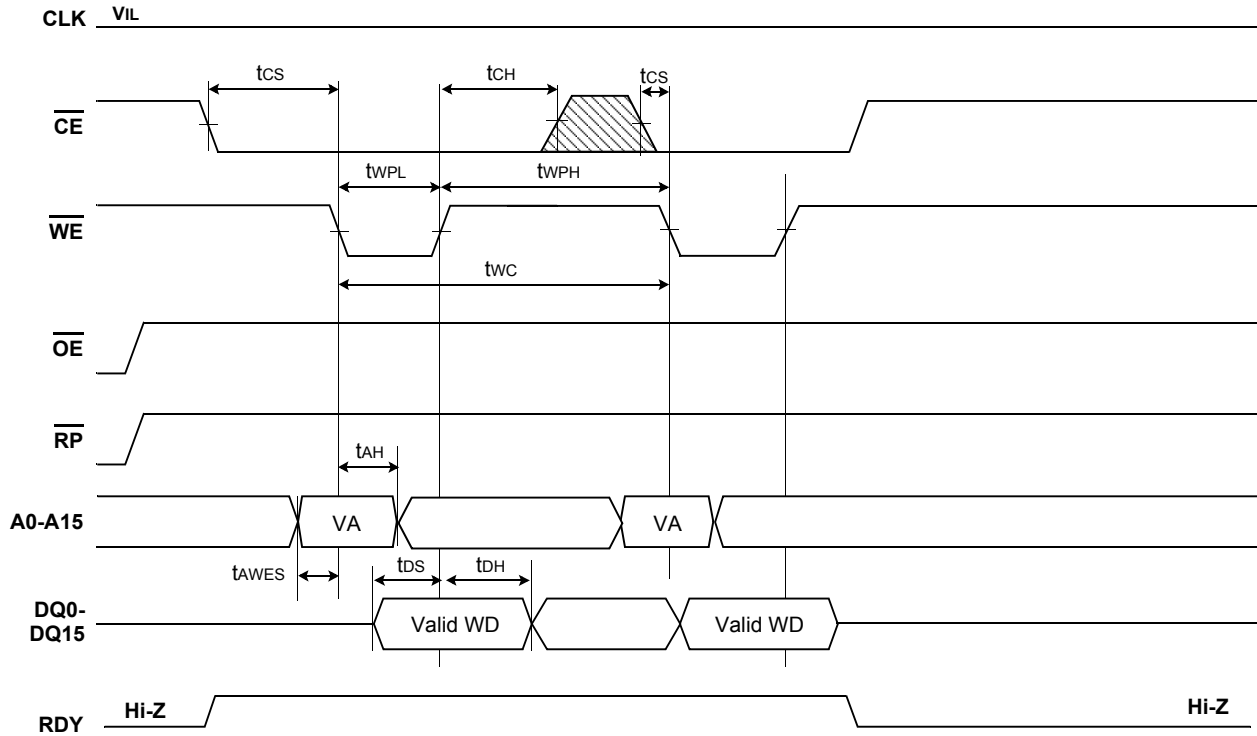 CLK VIL
tCS tCH tCS
CE
tWPL tWPH
WE
tWC
OE
RP
tAH
A0-A15 VA VA
tAWES tDS tDH
DQ0-
DQ15 Valid WD Valid WD
RDY Hi-Z Hi-Z